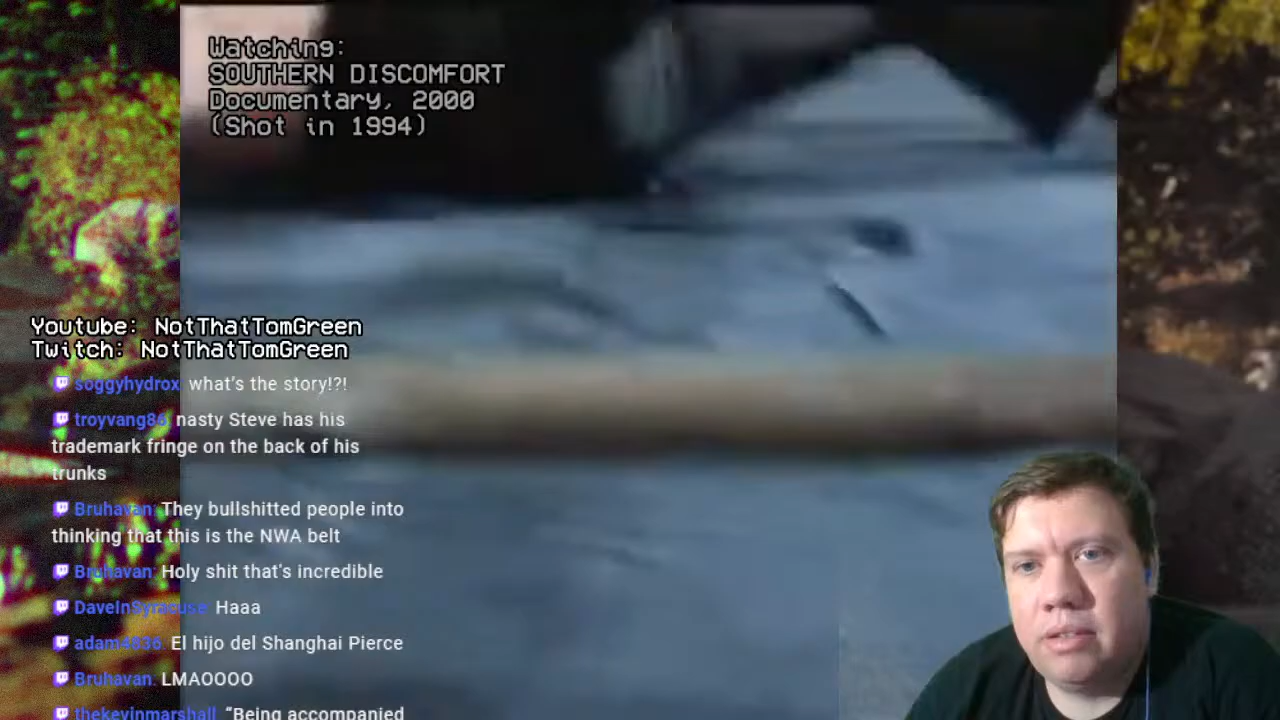 Watching:
SOUTHERN DISCOMFORT
Documentary, 2000
(Shot in 1994)
Youtube: NotThatTomGreen
Twitch: NotThatTomGreen
soggyhydrox: what's the story!?!
troyvang86: nasty Steve has his
trademark fringe on the back of his
trunks
Bruhavan: They bullshitted people into
thinking that this is the NWA belt
Bruhavan: Holy shit that's incredible
DaveInSyracuse: Haaa
adam4836: El hijo del Shanghai Pierce
Bruhavan: LMAOOOO
thekevinmarshall: “Being accompanied